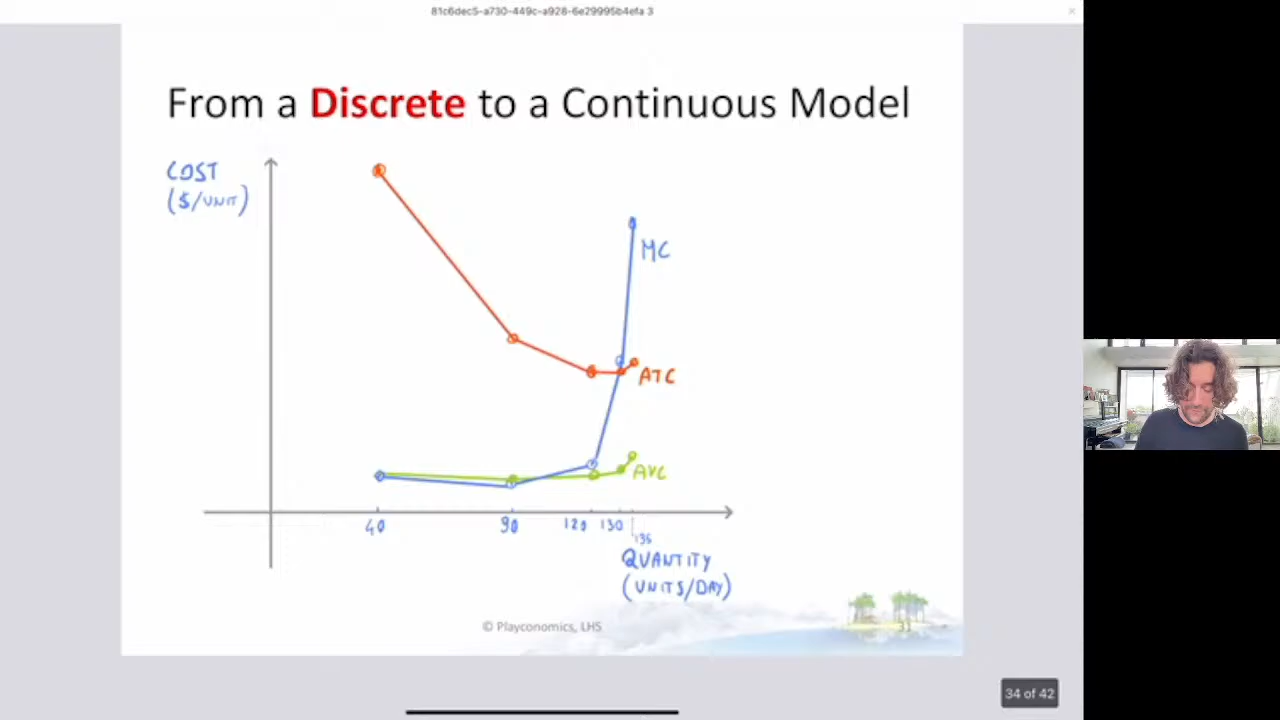 81c6dec5-a730-449c-a928-6e29995b4efa 3
From a Discrete to a Continuous Model
COST
($/UNIT)
MC
ATC
AVC
40
90
120
130
135
QUANTITY
(UNITS/DAY)
© Playconomics, LHS
31
34 of 42